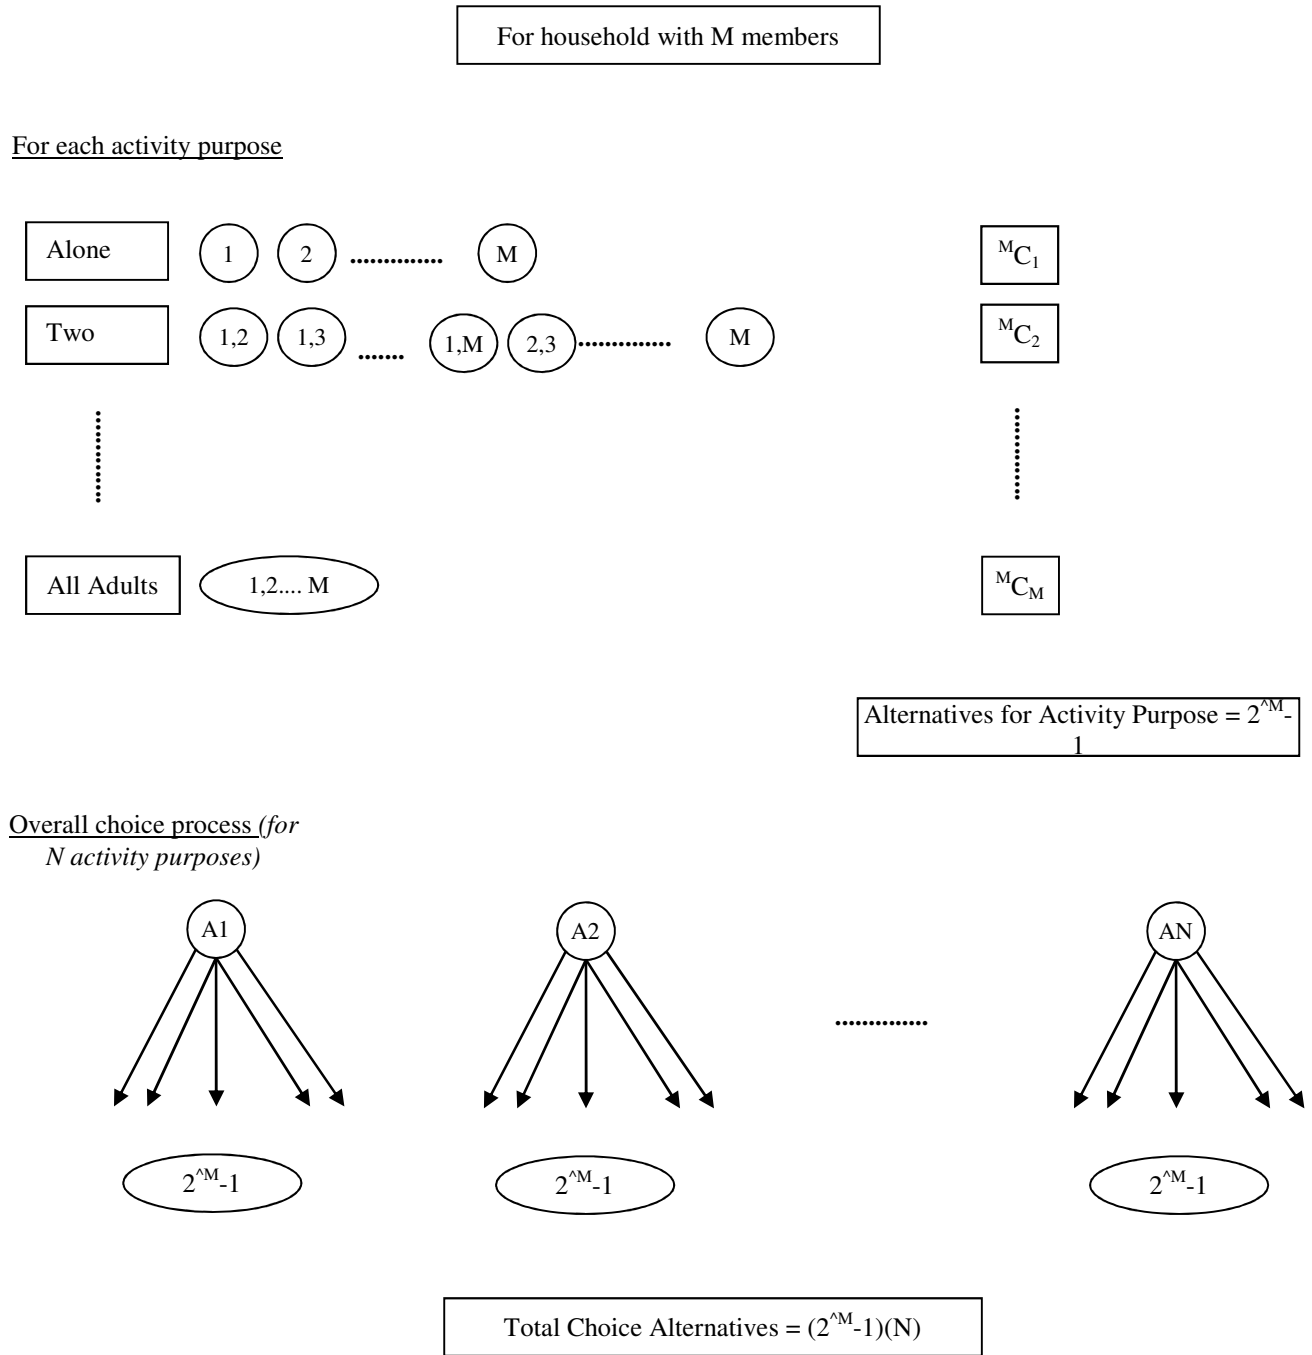 For household with M members
For each activity purpose
Alone 1 2 .............. M ᴹC₁
Two 1,2 1,3 ....... 1,M 2,3 .............. M ᴹC₂
All Adults 1,2.... M ᴹC_M
Alternatives for Activity Purpose = 2^ᴹ-
1
Overall choice process (for
N activity purposes)
A1 A2 .............. AN
2^ᴹ-1 2^ᴹ-1 2^ᴹ-1
Total Choice Alternatives = (2^ᴹ-1)(N)